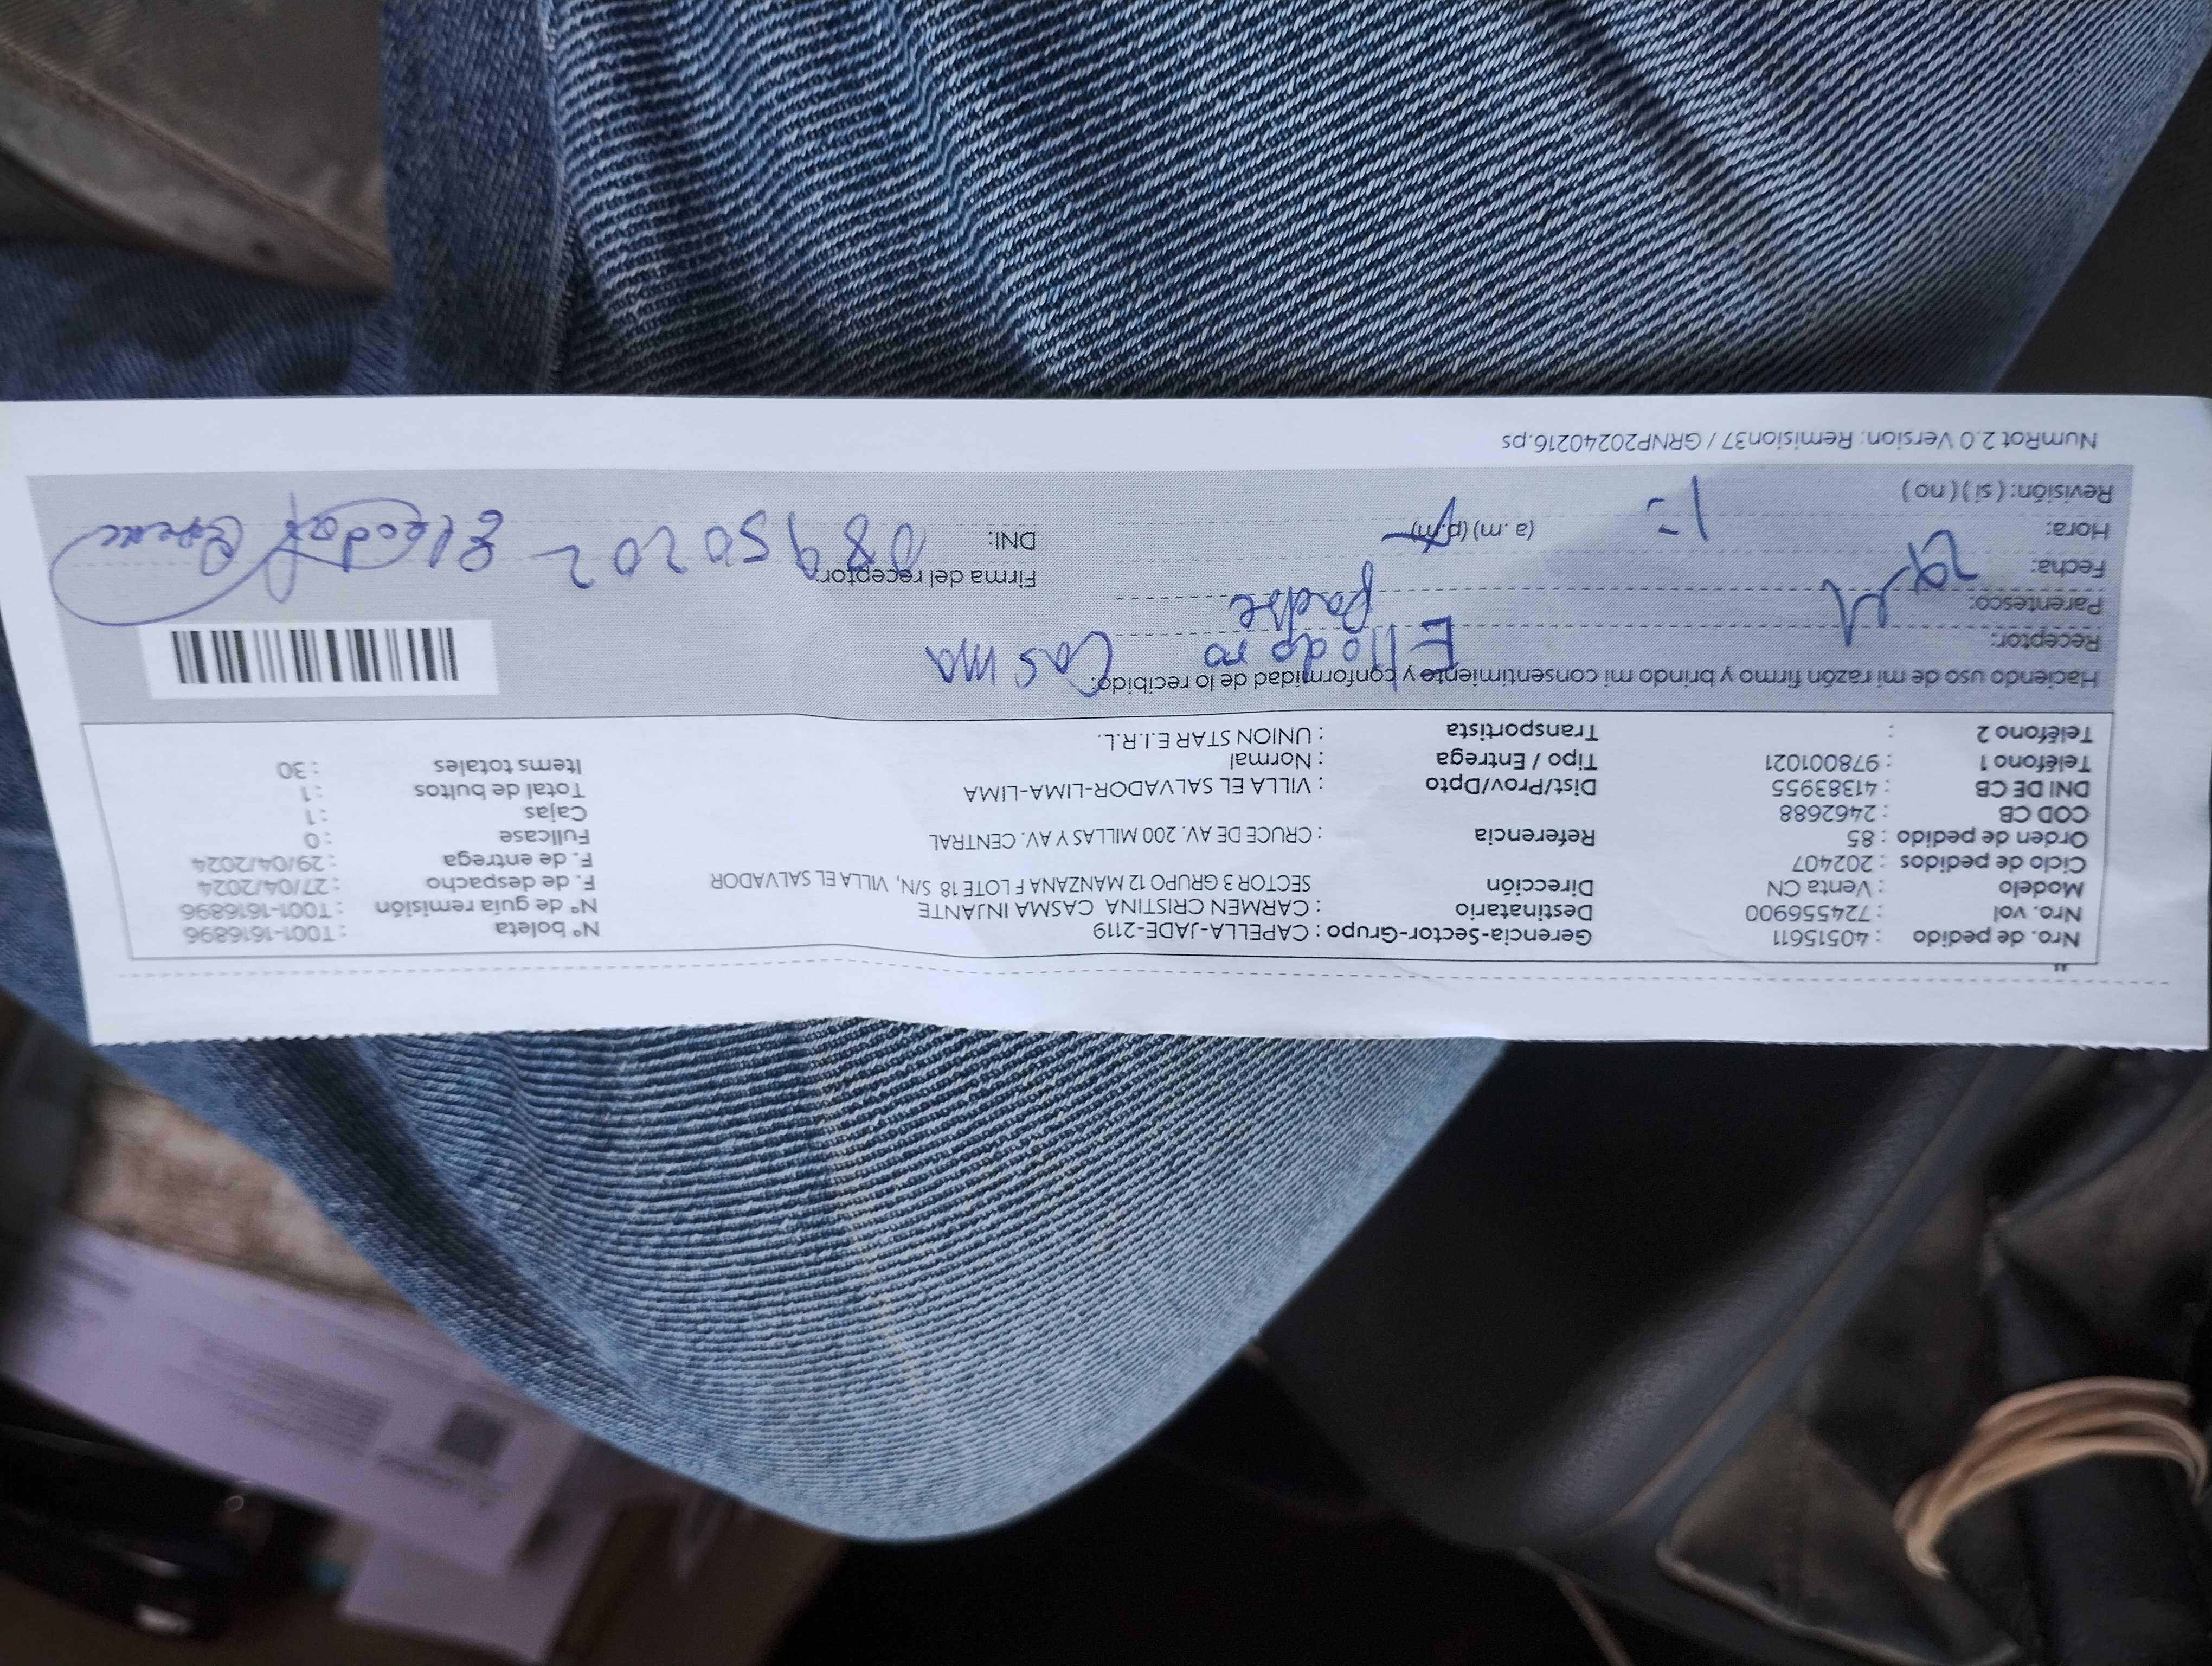 Nro. de pedido : 40515611 Gerencia-Sector-Grupo : CAPELLA-JADE-2119 Nº boleta : T001-1616896
Nro. vol : 724556900 Destinatario : CARMEN CRISTINA CASMA INJANTE Nº de guía remisión : T001-1616896
Modelo : Venta CN Dirección SECTOR 3 GRUPO 12 MANZANA F LOTE 18 S/N, VILLA EL SALVADOR F. de despacho : 27/04/2024
Ciclo de pedidos : 202407 F. de entrega : 29/04/2024
Orden de pedido : 85 Referencia : CRUCE DE AV. 200 MILLAS Y AV. CENTRAL Fullcase : 0
COD CB : 2462688 Cajas : 1
DNI DE CB : 41383955 Dist/Prov/Dpto : VILLA EL SALVADOR-LIMA-LIMA Total de bultos : 1
Teléfono 1 : 978001021 Tipo / Entrega : Normal Items totales : 30
Teléfono 2 : Transportista : UNION STAR E.I.R.L.
Haciendo uso de mi razón firmo y brindo mi consentimiento y conformidad de lo recibido:
Receptor: Eliodoro Casma
Parentesco: padre
Fecha: Firma del receptor
Hora: (a.m) (p.m) DNI: 08950202
Revisión: ( si ) ( no )
NumRot 2.0 Version: Remision37 / GRNP20240216.ps